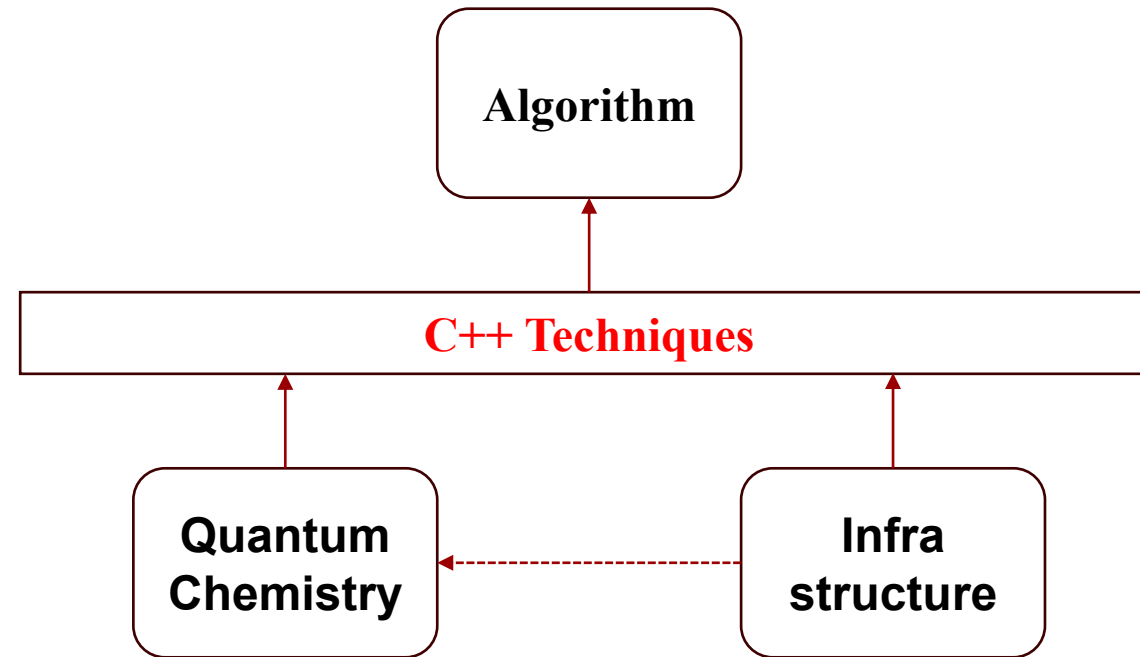 Algorithm
C++ Techniques
Quantum
Chemistry
Infra
structure